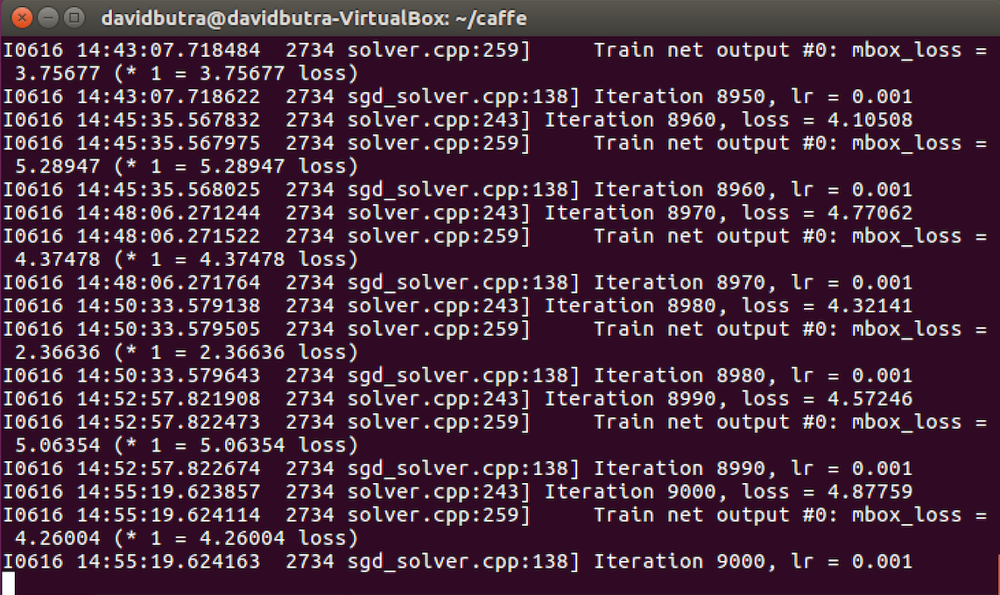 davidbutra@davidbutra-VirtualBox: ~/caffe
I0616 14:43:07.718484  2734 solver.cpp:259]     Train net output #0: mbox_loss =
 3.75677 (* 1 = 3.75677 loss)
I0616 14:43:07.718622  2734 sgd_solver.cpp:138] Iteration 8950, lr = 0.001
I0616 14:45:35.567832  2734 solver.cpp:243] Iteration 8960, loss = 4.10508
I0616 14:45:35.567975  2734 solver.cpp:259]     Train net output #0: mbox_loss =
 5.28947 (* 1 = 5.28947 loss)
I0616 14:45:35.568025  2734 sgd_solver.cpp:138] Iteration 8960, lr = 0.001
I0616 14:48:06.271244  2734 solver.cpp:243] Iteration 8970, loss = 4.77062
I0616 14:48:06.271522  2734 solver.cpp:259]     Train net output #0: mbox_loss =
 4.37478 (* 1 = 4.37478 loss)
I0616 14:48:06.271764  2734 sgd_solver.cpp:138] Iteration 8970, lr = 0.001
I0616 14:50:33.579138  2734 solver.cpp:243] Iteration 8980, loss = 4.32141
I0616 14:50:33.579505  2734 solver.cpp:259]     Train net output #0: mbox_loss =
 2.36636 (* 1 = 2.36636 loss)
I0616 14:50:33.579643  2734 sgd_solver.cpp:138] Iteration 8980, lr = 0.001
I0616 14:52:57.821908  2734 solver.cpp:243] Iteration 8990, loss = 4.57246
I0616 14:52:57.822473  2734 solver.cpp:259]     Train net output #0: mbox_loss =
 5.06354 (* 1 = 5.06354 loss)
I0616 14:52:57.822674  2734 sgd_solver.cpp:138] Iteration 8990, lr = 0.001
I0616 14:55:19.623857  2734 solver.cpp:243] Iteration 9000, loss = 4.87759
I0616 14:55:19.624114  2734 solver.cpp:259]     Train net output #0: mbox_loss =
 4.26004 (* 1 = 4.26004 loss)
I0616 14:55:19.624163  2734 sgd_solver.cpp:138] Iteration 9000, lr = 0.001